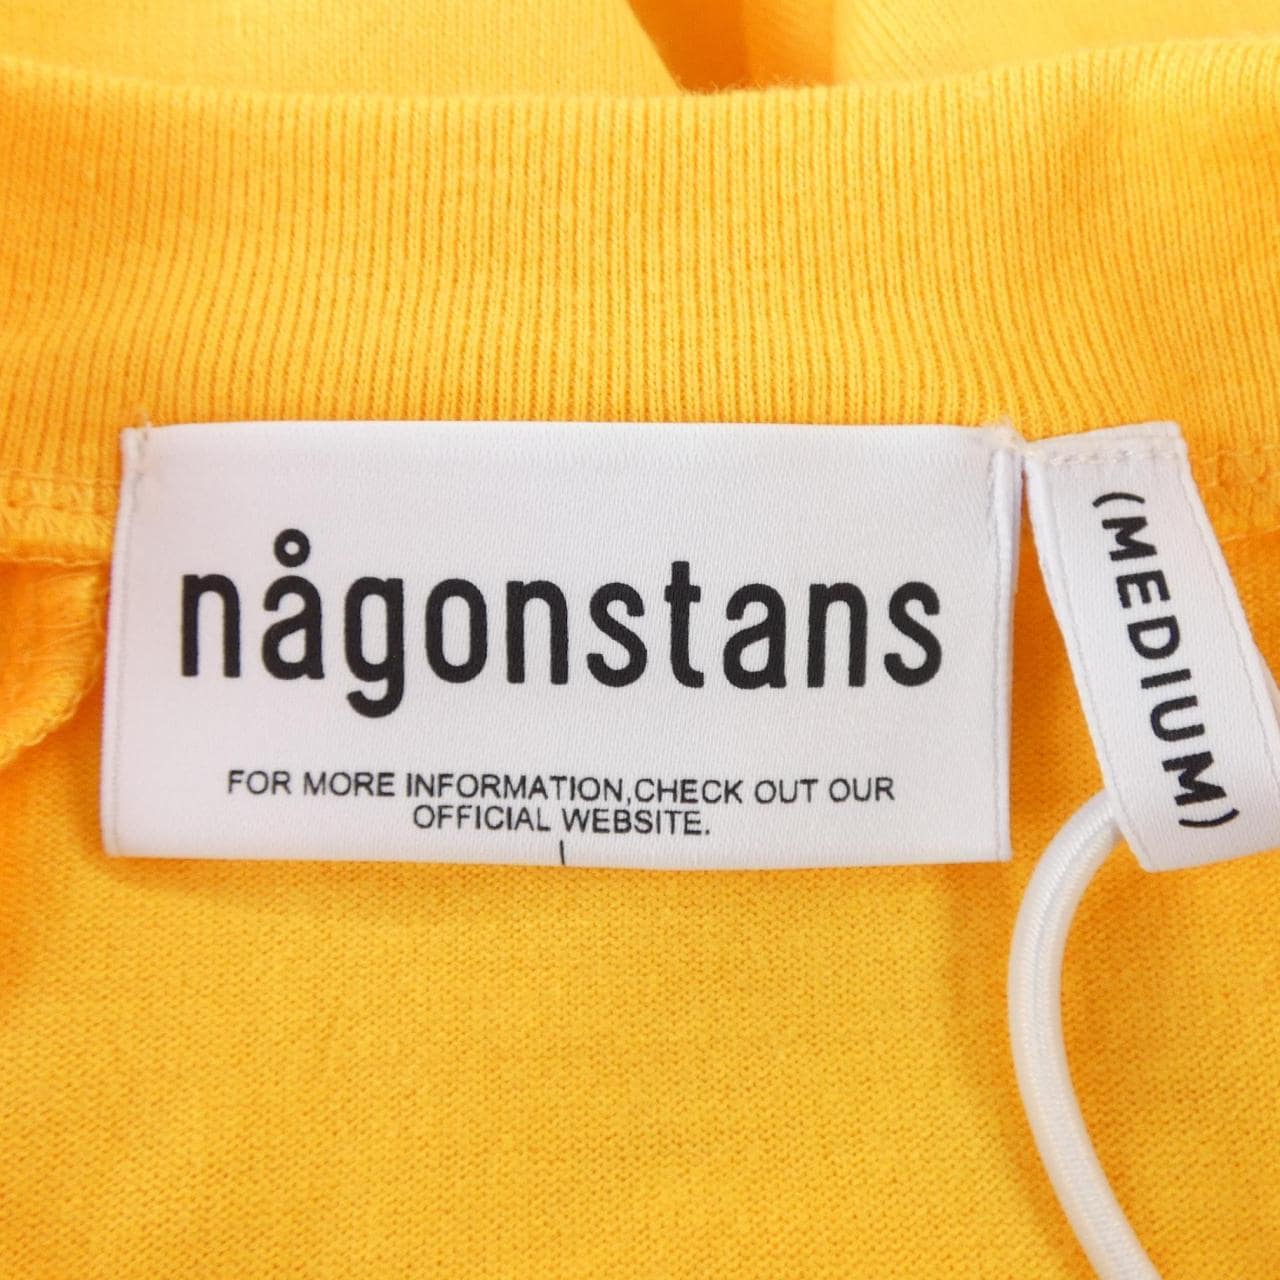 någonstans
FOR MORE INFORMATION,CHECK OUT OUR
OFFICIAL WEBSITE.
(MEDIUM)